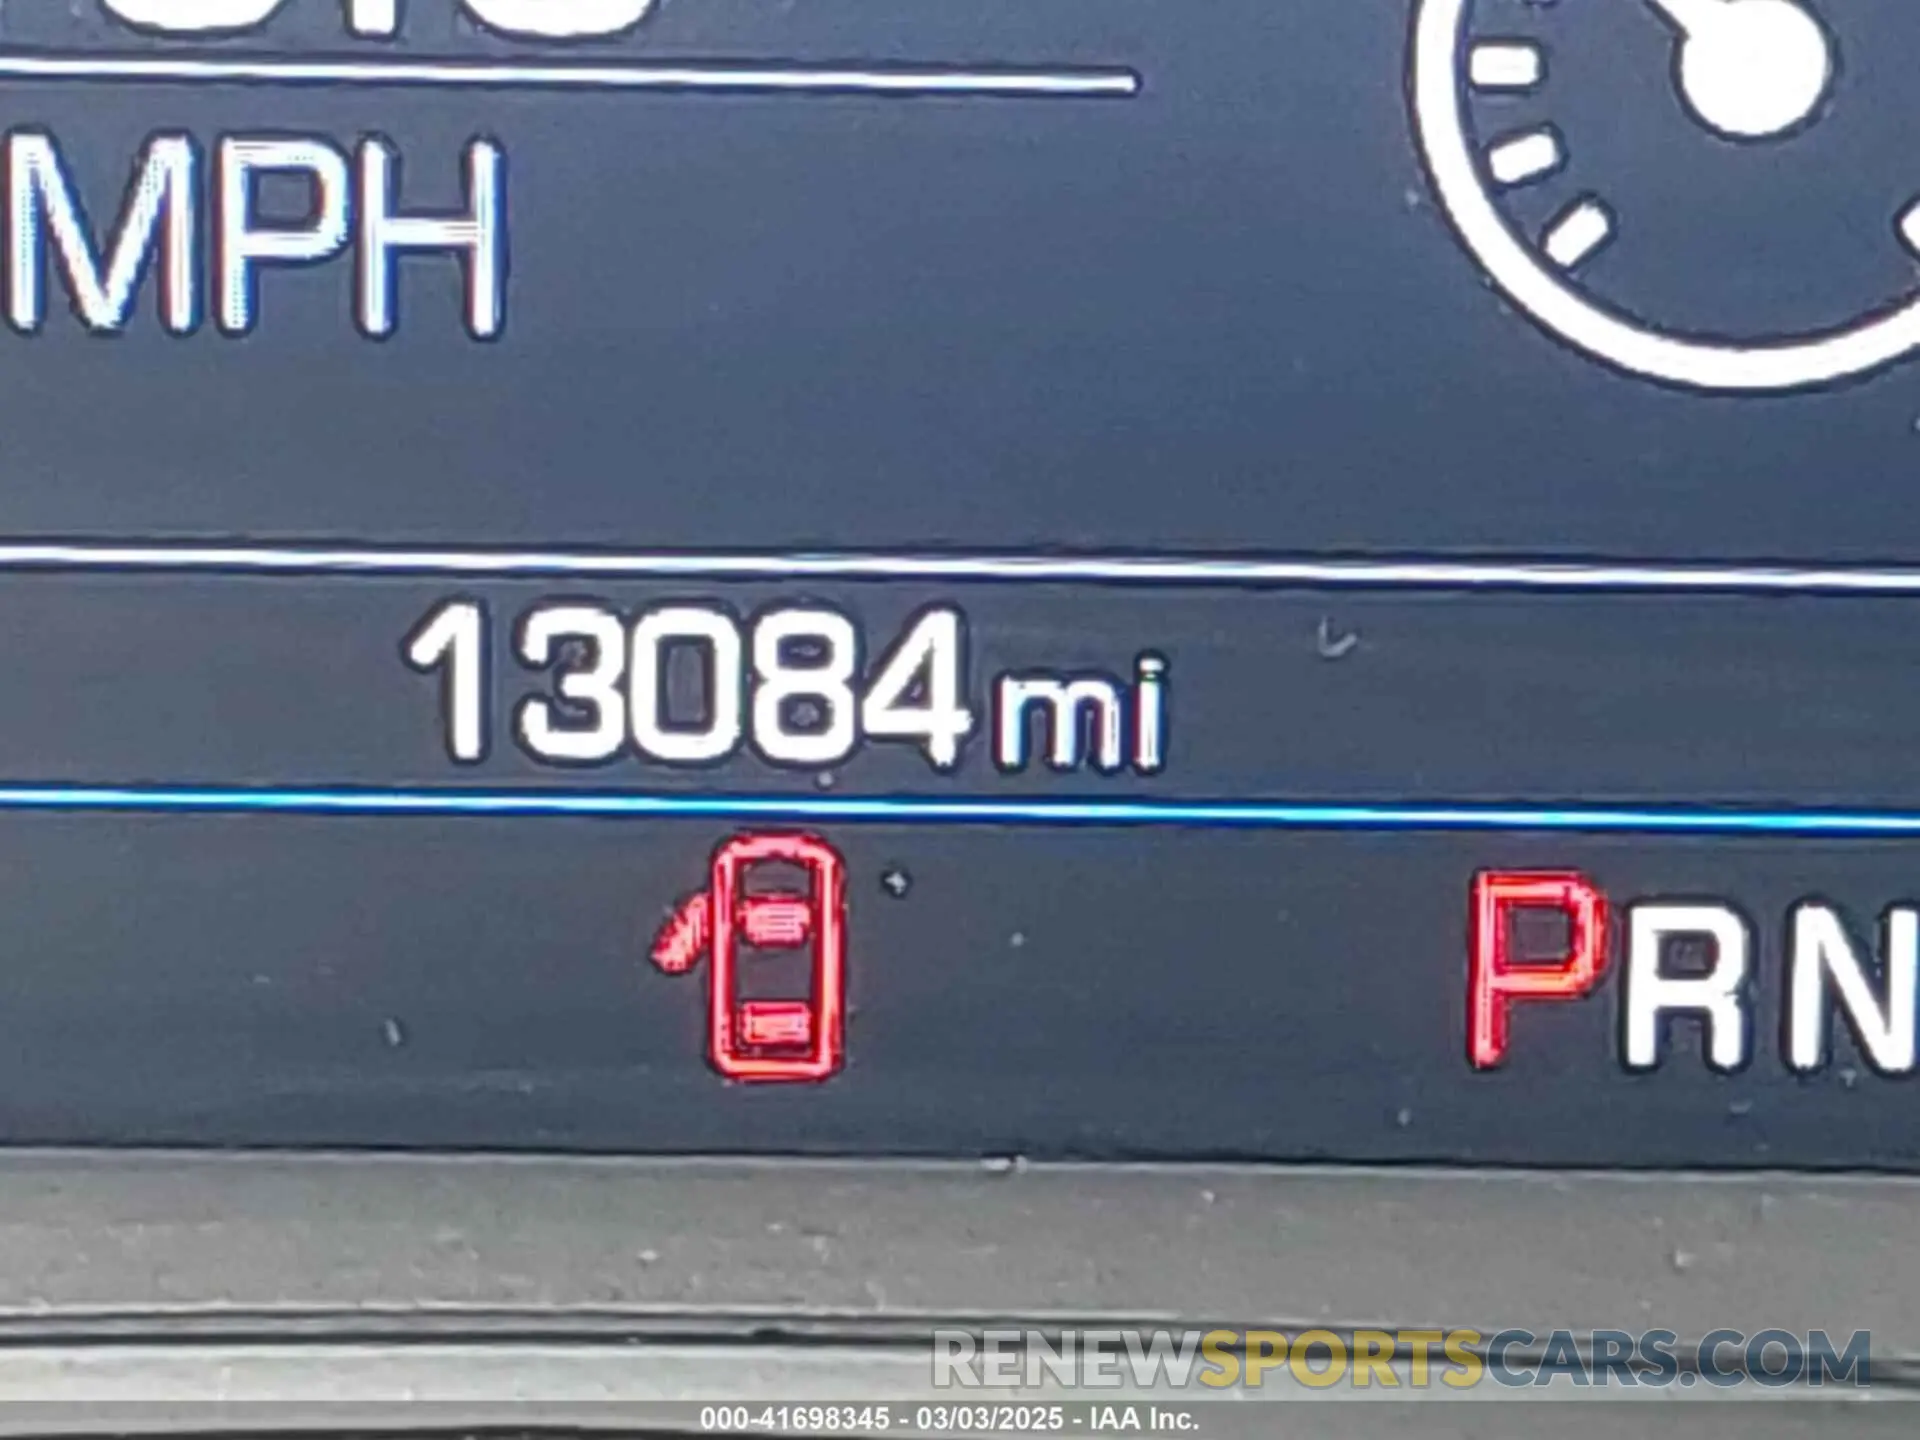 MPH
13084 mi
PRN
RENEWSPORTSCARS.COM
000-41698345 - 03/03/2025 - IAA Inc.